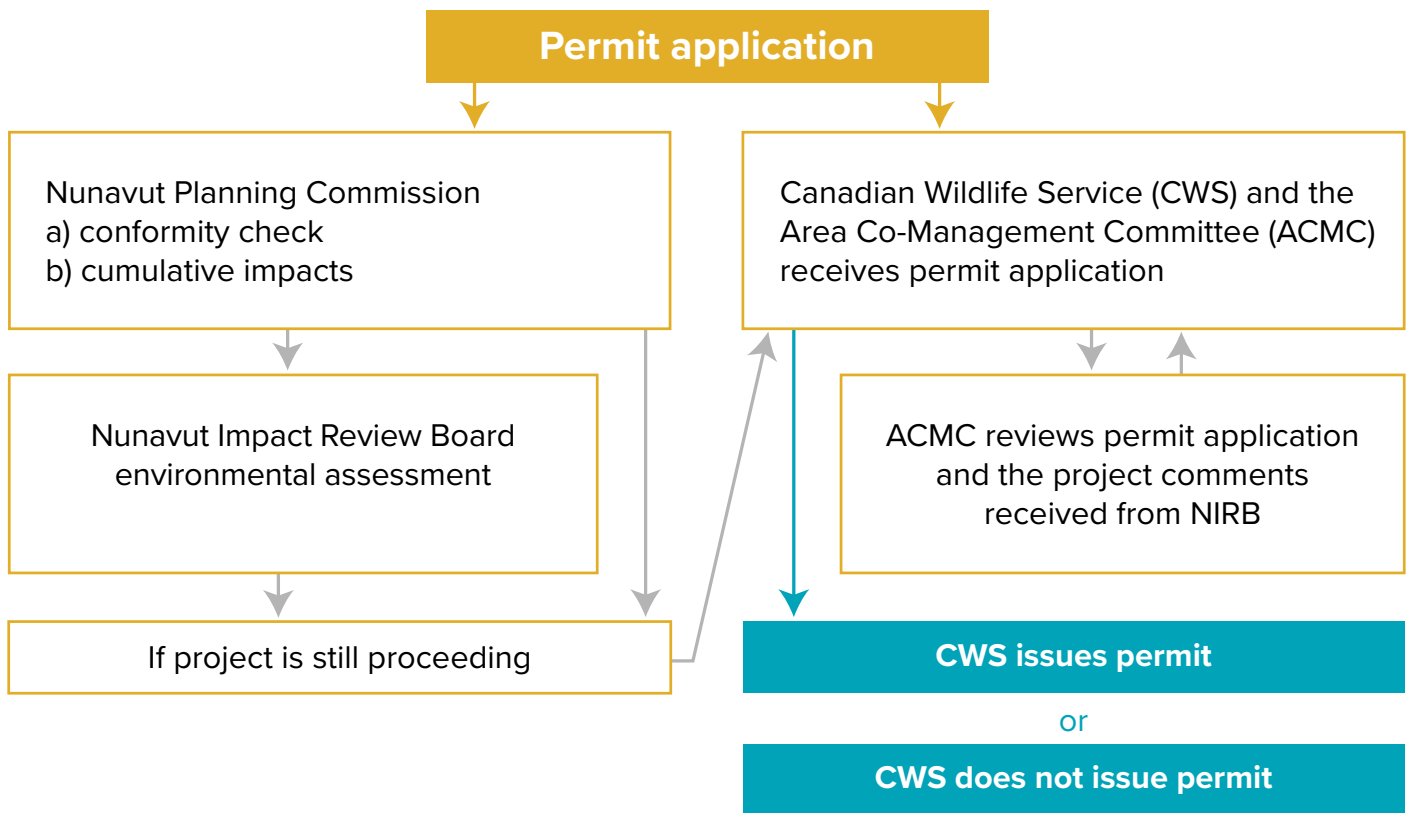 Permit application
Nunavut Planning Commission
a) conformity check
b) cumulative impacts
Canadian Wildlife Service (CWS) and the
Area Co-Management Committee (ACMC)
receives permit application
Nunavut Impact Review Board
environmental assessment
ACMC reviews permit application
and the project comments
received from NIRB
If project is still proceeding
CWS issues permit
or
CWS does not issue permit